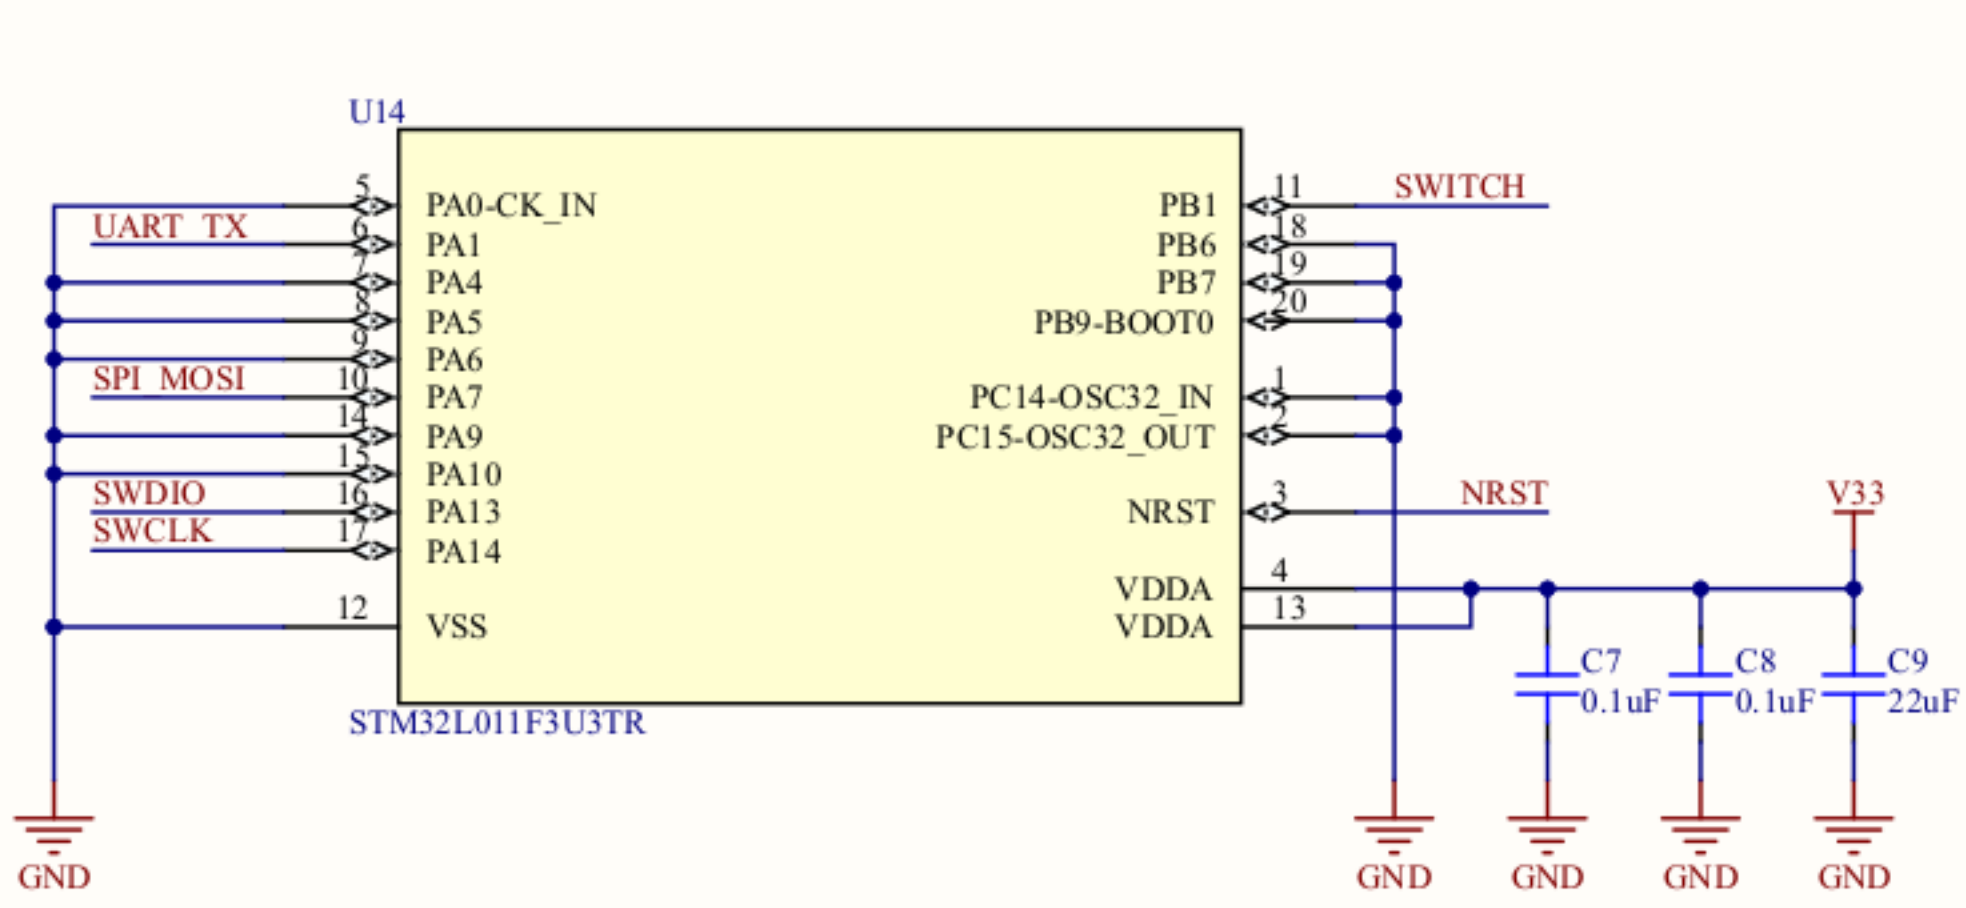 U14
5 PA0-CK_IN
UART_TX 6 PA1
7 PA4
8 PA5
9 PA6
SPI_MOSI 10 PA7
14 PA9
15 PA10
SWDIO 16 PA13
SWCLK 17 PA14
12 VSS
PB1 11 SWITCH
PB6 18
PB7 19
PB9-BOOT0 20
PC14-OSC32_IN 1
PC15-OSC32_OUT 2
NRST 3 NRST
VDDA 4
VDDA 13
V33
C7
0.1uF
C8
0.1uF
C9
22uF
STM32L011F3U3TR
GND
GND
GND
GND
GND